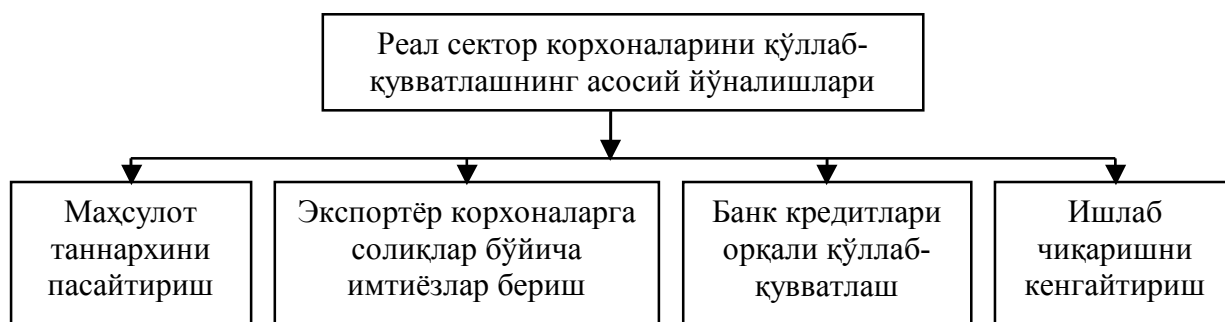 Реал сектор корхоналарини қўллаб-
қувватлашнинг асосий йўналишлари
Маҳсулот
таннархини
пасайтириш
Экспортёр корхоналарга
солиқлар бўйича
имтиёзлар бериш
Банк кредитлари
орқали қўллаб-
қувватлаш
Ишлаб
чиқаришни
кенгайтириш